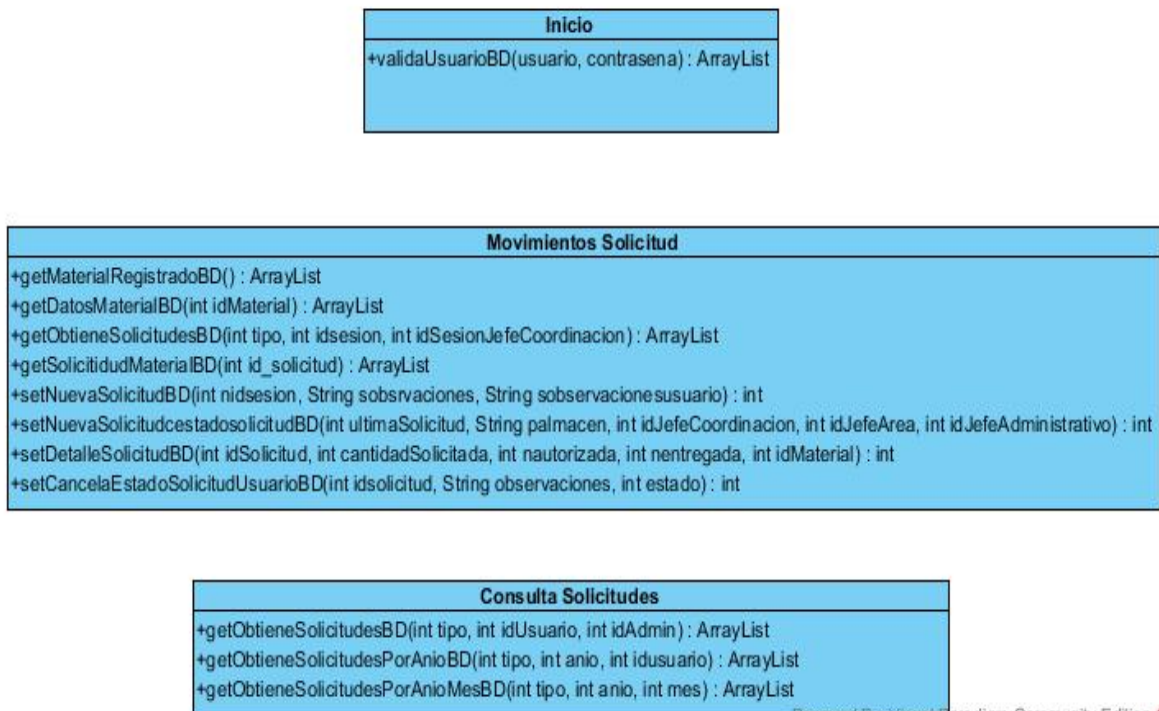 Inicio
+validaUsuarioBD(usuario, contrasena) : ArrayList
Movimientos Solicitud
+getMaterialRegistradoBD() : ArrayList
+getDatosMaterialBD(int idMaterial) : ArrayList
+getObtieneSolicitudesBD(int tipo, int idsesion, int idSesionJefeCoordinacion) : ArrayList
+getSolicitidudMaterialBD(int id_solicitud) : ArrayList
+setNuevaSolicitudBD(int nidsesion, String sobsrvaciones, String sobservacionesusuario) : int
+setNuevaSolicitudcestadosolicitudBD(int ultimaSolicitud, String palmacen, int idJefeCoordinacion, int idJefeArea, int idJefeAdministrativo) : int
+setDetalleSolicitudBD(int idSolicitud, int cantidadSolicitada, int nautorizada, int nentregada, int idMaterial) : int
+setCancelaEstadoSolicitudUsuarioBD(int idsolicitud, String observaciones, int estado) : int
Consulta Solicitudes
+getObtieneSolicitudesBD(int tipo, int idUsuario, int idAdmin) : ArrayList
+getObtieneSolicitudesPorAnioBD(int tipo, int anio, int idusuario) : ArrayList
+getObtieneSolicitudesPorAnioMesBD(int tipo, int anio, int mes) : ArrayList